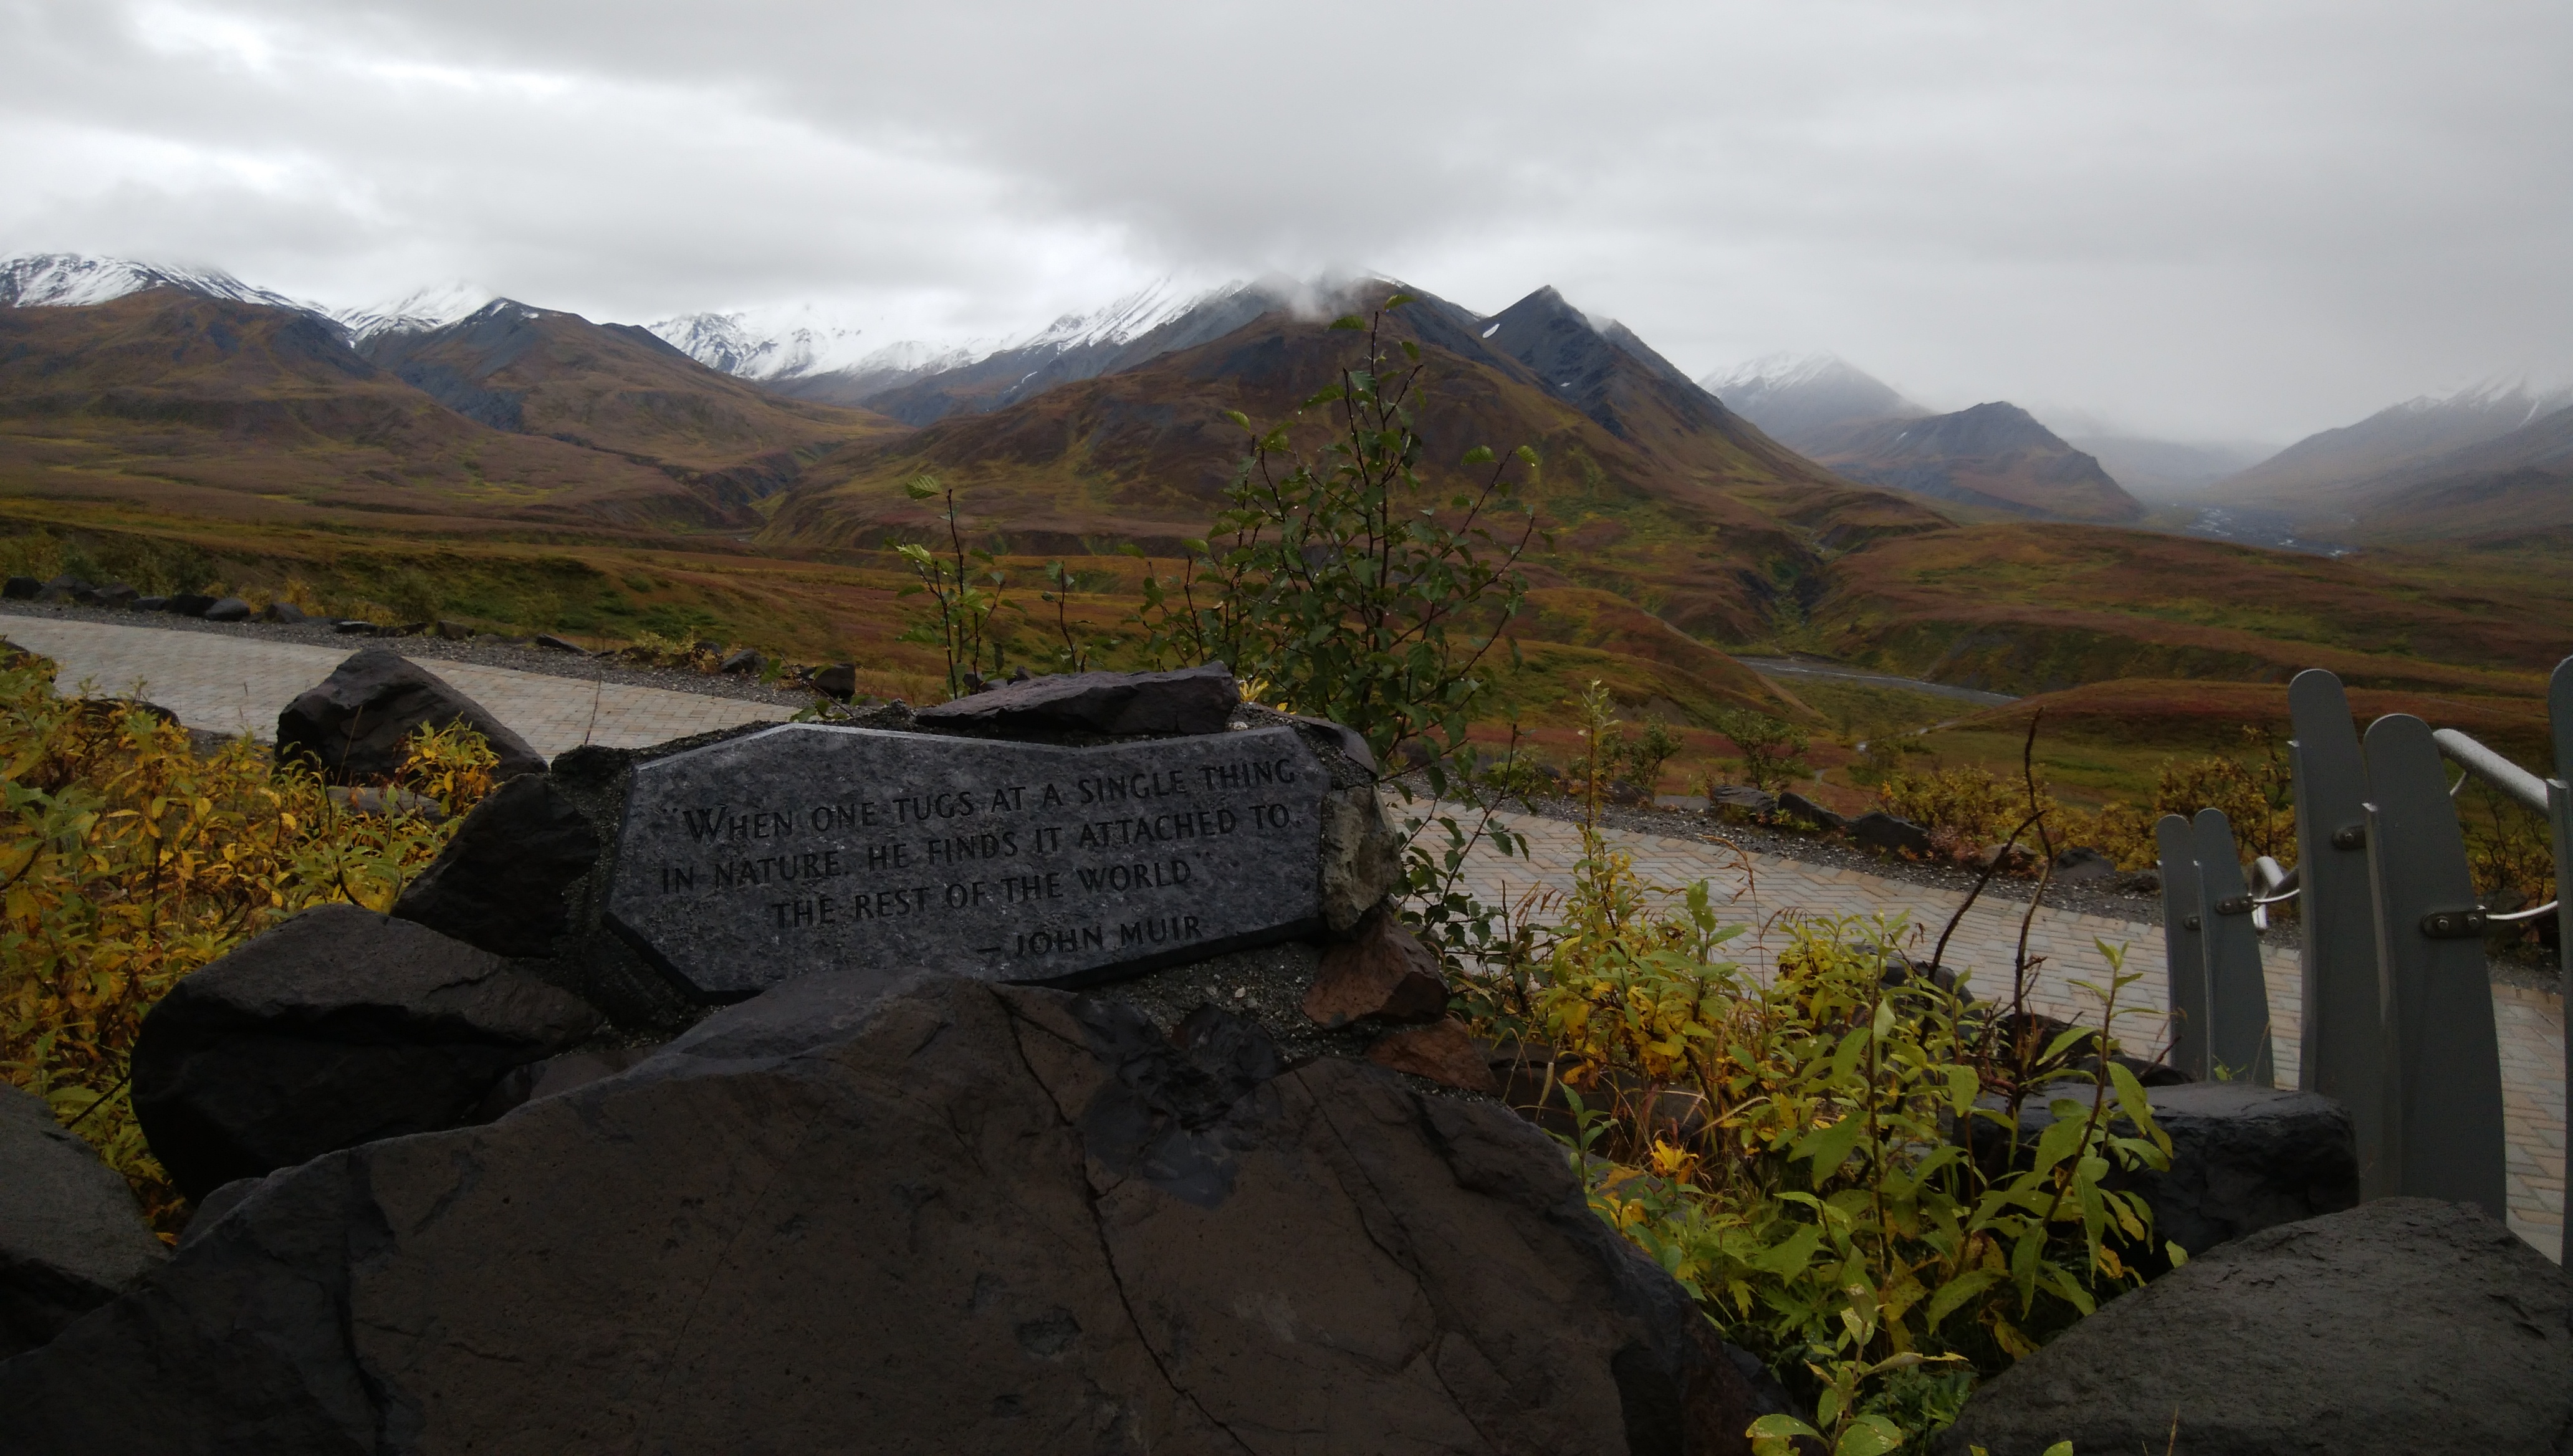 "WHEN ONE TUGS AT A SINGLE THING
IN NATURE, HE FINDS IT ATTACHED TO
THE REST OF THE WORLD."
– JOHN MUIR